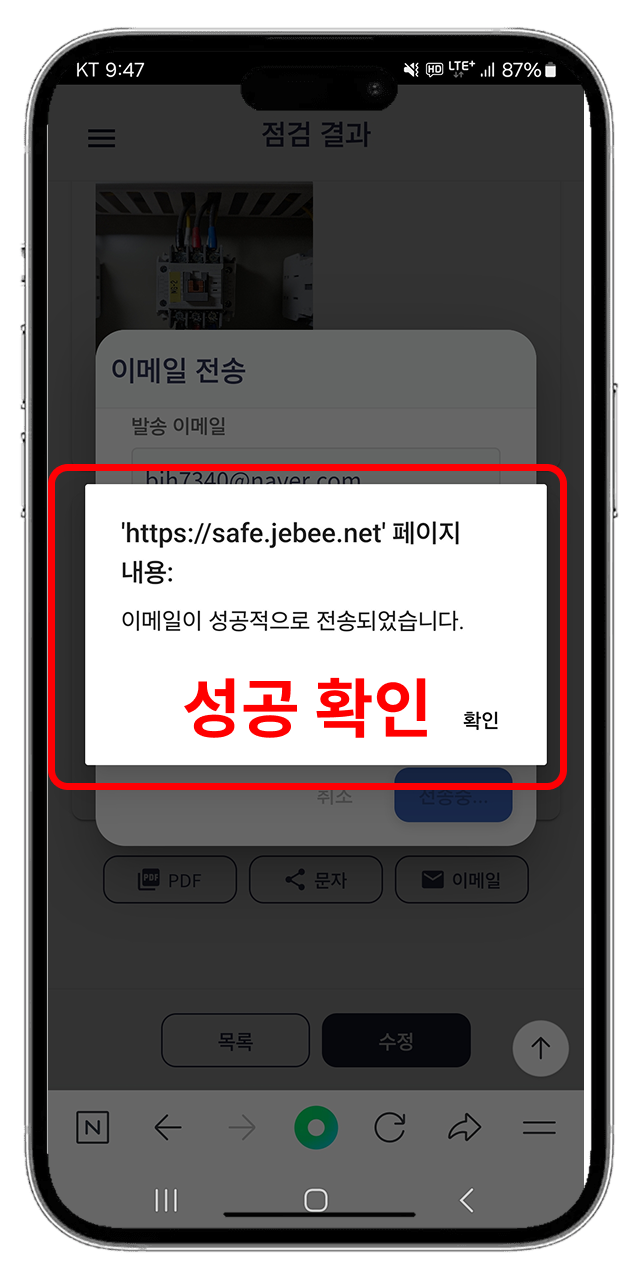 KT 9:47 HD LTE+ 87%
점검 결과
이메일 전송
발송 이메일
bjh7340@naver.com
'https://safe.jebee.net' 페이지
내용:
이메일이 성공적으로 전송되었습니다.
성공 확인
확인
취소 전송중...
PDF PDF 문자 이메일
목록 수정
N